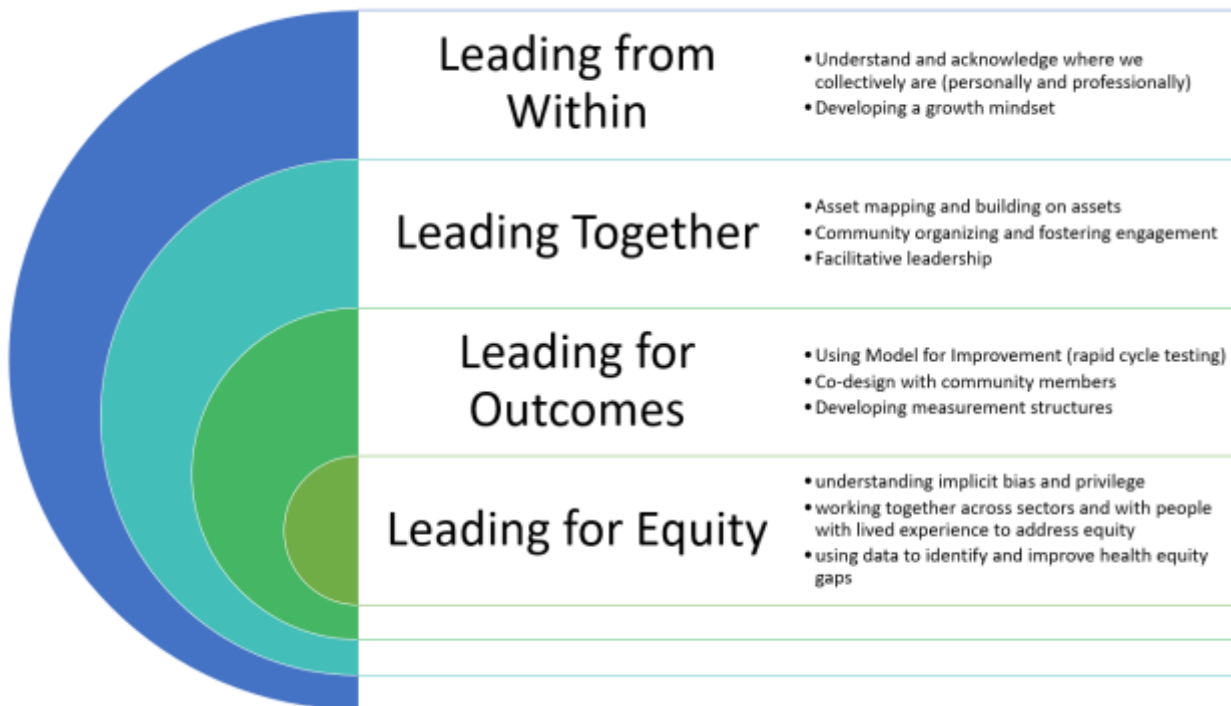 Leading from
Within
• Understand and acknowledge where we
collectively are (personally and professionally)
• Developing a growth mindset
Leading Together
• Asset mapping and building on assets
• Community organizing and fostering engagement
• Facilitative leadership
Leading for
Outcomes
• Using Model for Improvement (rapid cycle testing)
• Co-design with community members
• Developing measurement structures
Leading for Equity
• understanding implicit bias and privilege
• working together across sectors and with people
with lived experience to address equity
• using data to identify and improve health equity
gaps